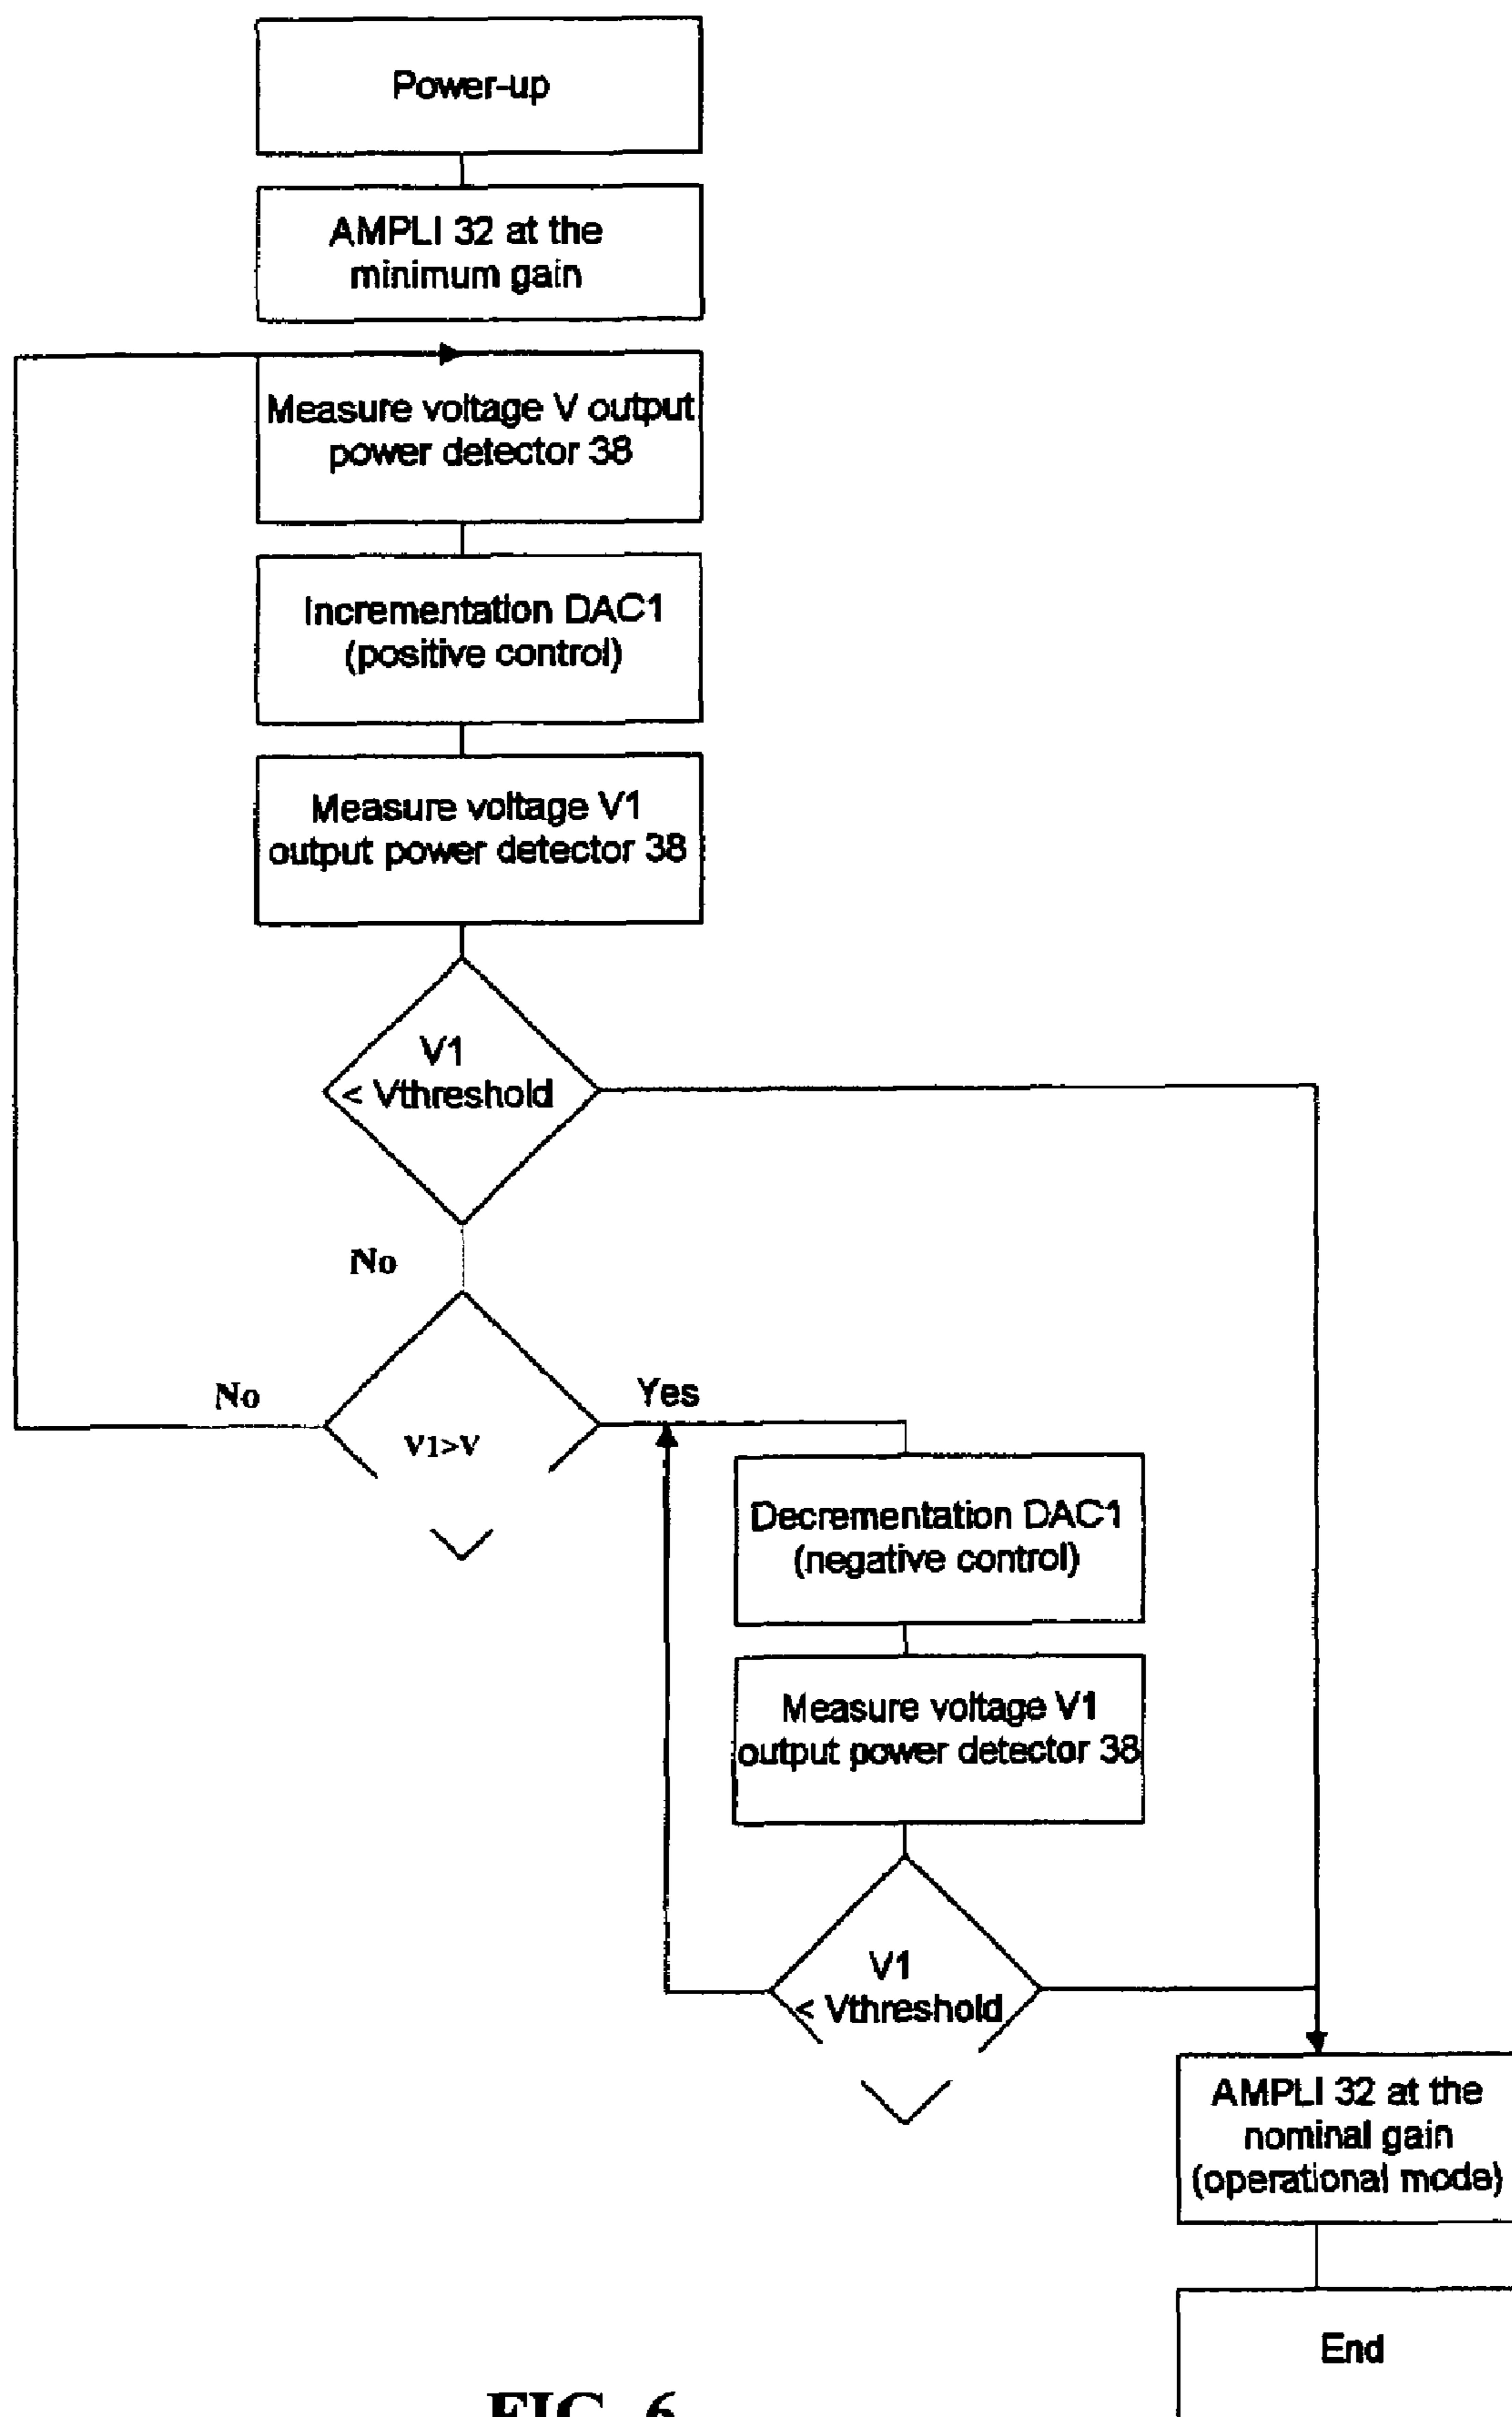 Power-up
AMPLI 32 at the
minimum gain
Measure voltage V output
power detector 38
Incrementation DAC1
(positive control)
Measure voltage V1
output power detector 38
V1
< Vthreshold
No
No
V1>V
Yes
Decrementation DAC1
(negative control)
Measure voltage V1
output power detector 38
V1
< Vthreshold
AMPLI 32 at the
nominal gain
(operational mode)
End
FIG. 6